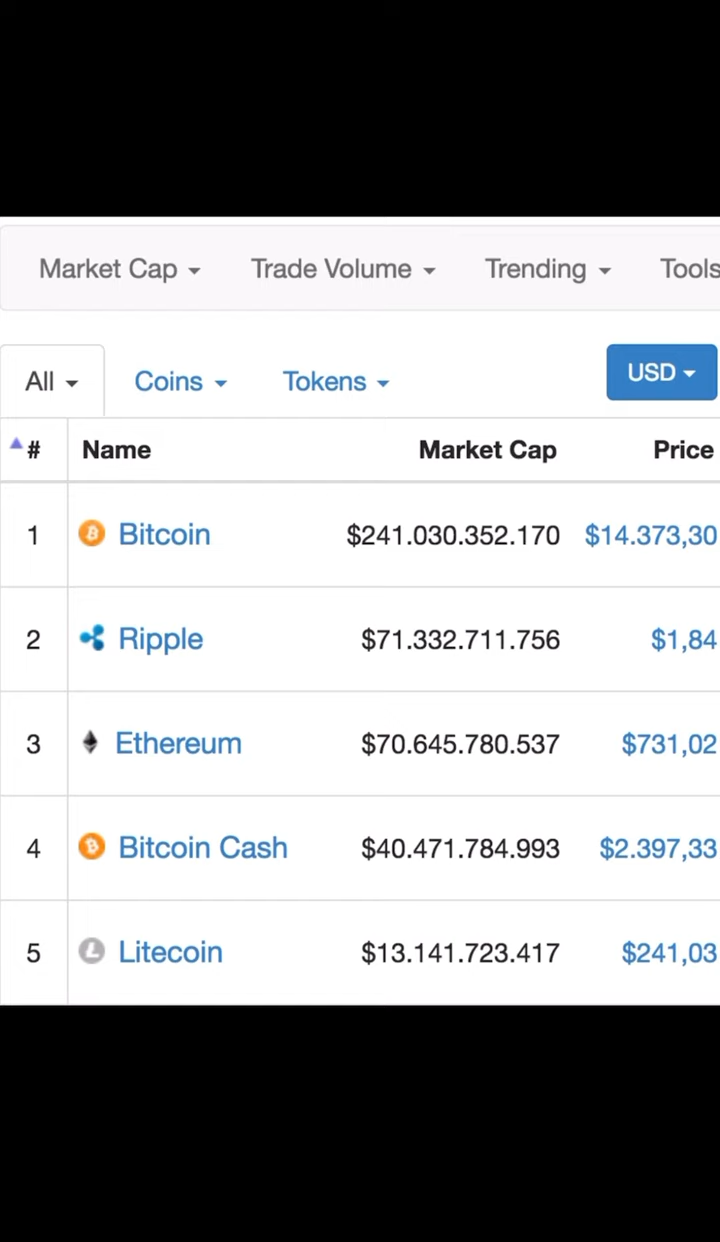 Market Cap Trade Volume Trending Tools
All Coins Tokens USD
# Name Market Cap Price
1 Bitcoin $241.030.352.170 $14.373,30
2 Ripple $71.332.711.756 $1,84
3 Ethereum $70.645.780.537 $731,02
4 Bitcoin Cash $40.471.784.993 $2.397,33
5 Litecoin $13.141.723.417 $241,03